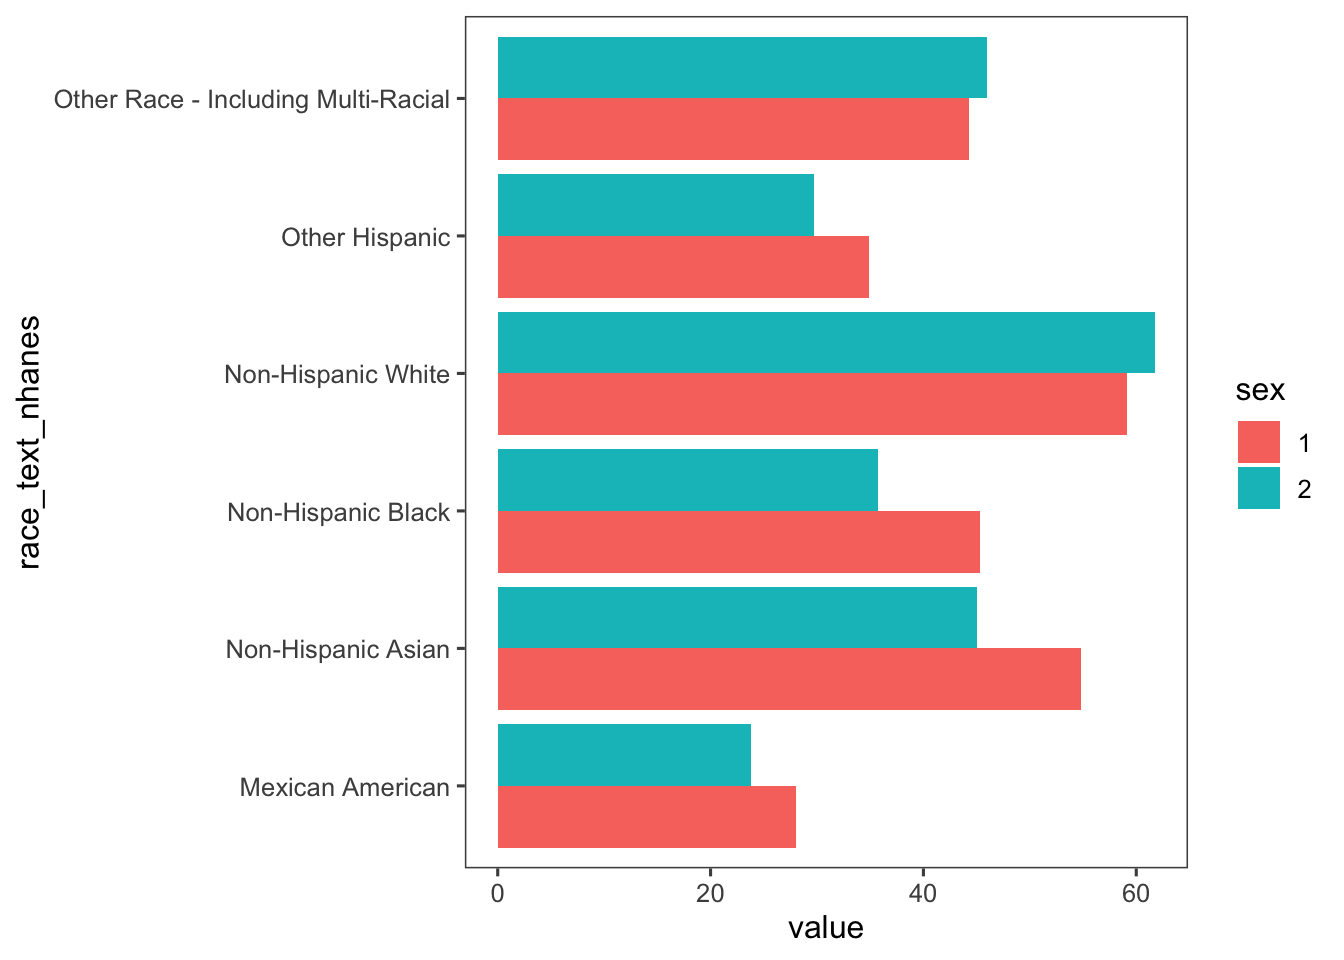 race_text_nhanes
Other Race - Including Multi-Racial
Other Hispanic
Non-Hispanic White
Non-Hispanic Black
Non-Hispanic Asian
Mexican American
0 20 40 60
value
sex
1
2